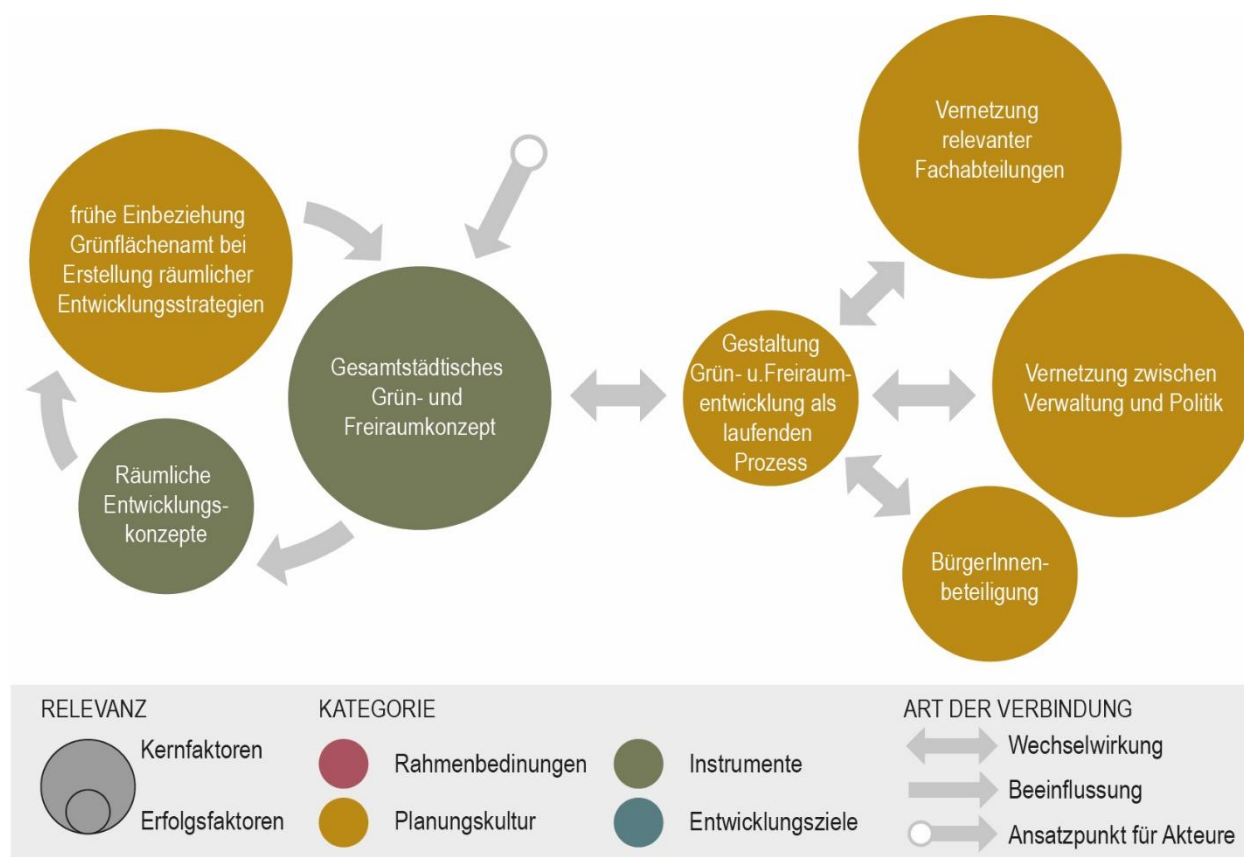 frühe Einbeziehung
Grünflächenamt bei
Erstellung räumlicher
Entwicklungsstrategien
Räumliche
Entwicklungs-
konzepte
Gesamtstädtisches
Grün- und
Freiraumkonzept
Gestaltung
Grün- u.Freiraum-
entwicklung als
laufenden
Prozess
Vernetzung
relevanter
Fachabteilungen
Vernetzung zwischen
Verwaltung und Politik
BürgerInnen-
beteiligung
RELEVANZ
Kernfaktoren
Erfolgsfaktoren
KATEGORIE
Rahmenbedinungen
Planungskultur
Instrumente
Entwicklungsziele
ART DER VERBINDUNG
Wechselwirkung
Beeinflussung
Ansatzpunkt für Akteure